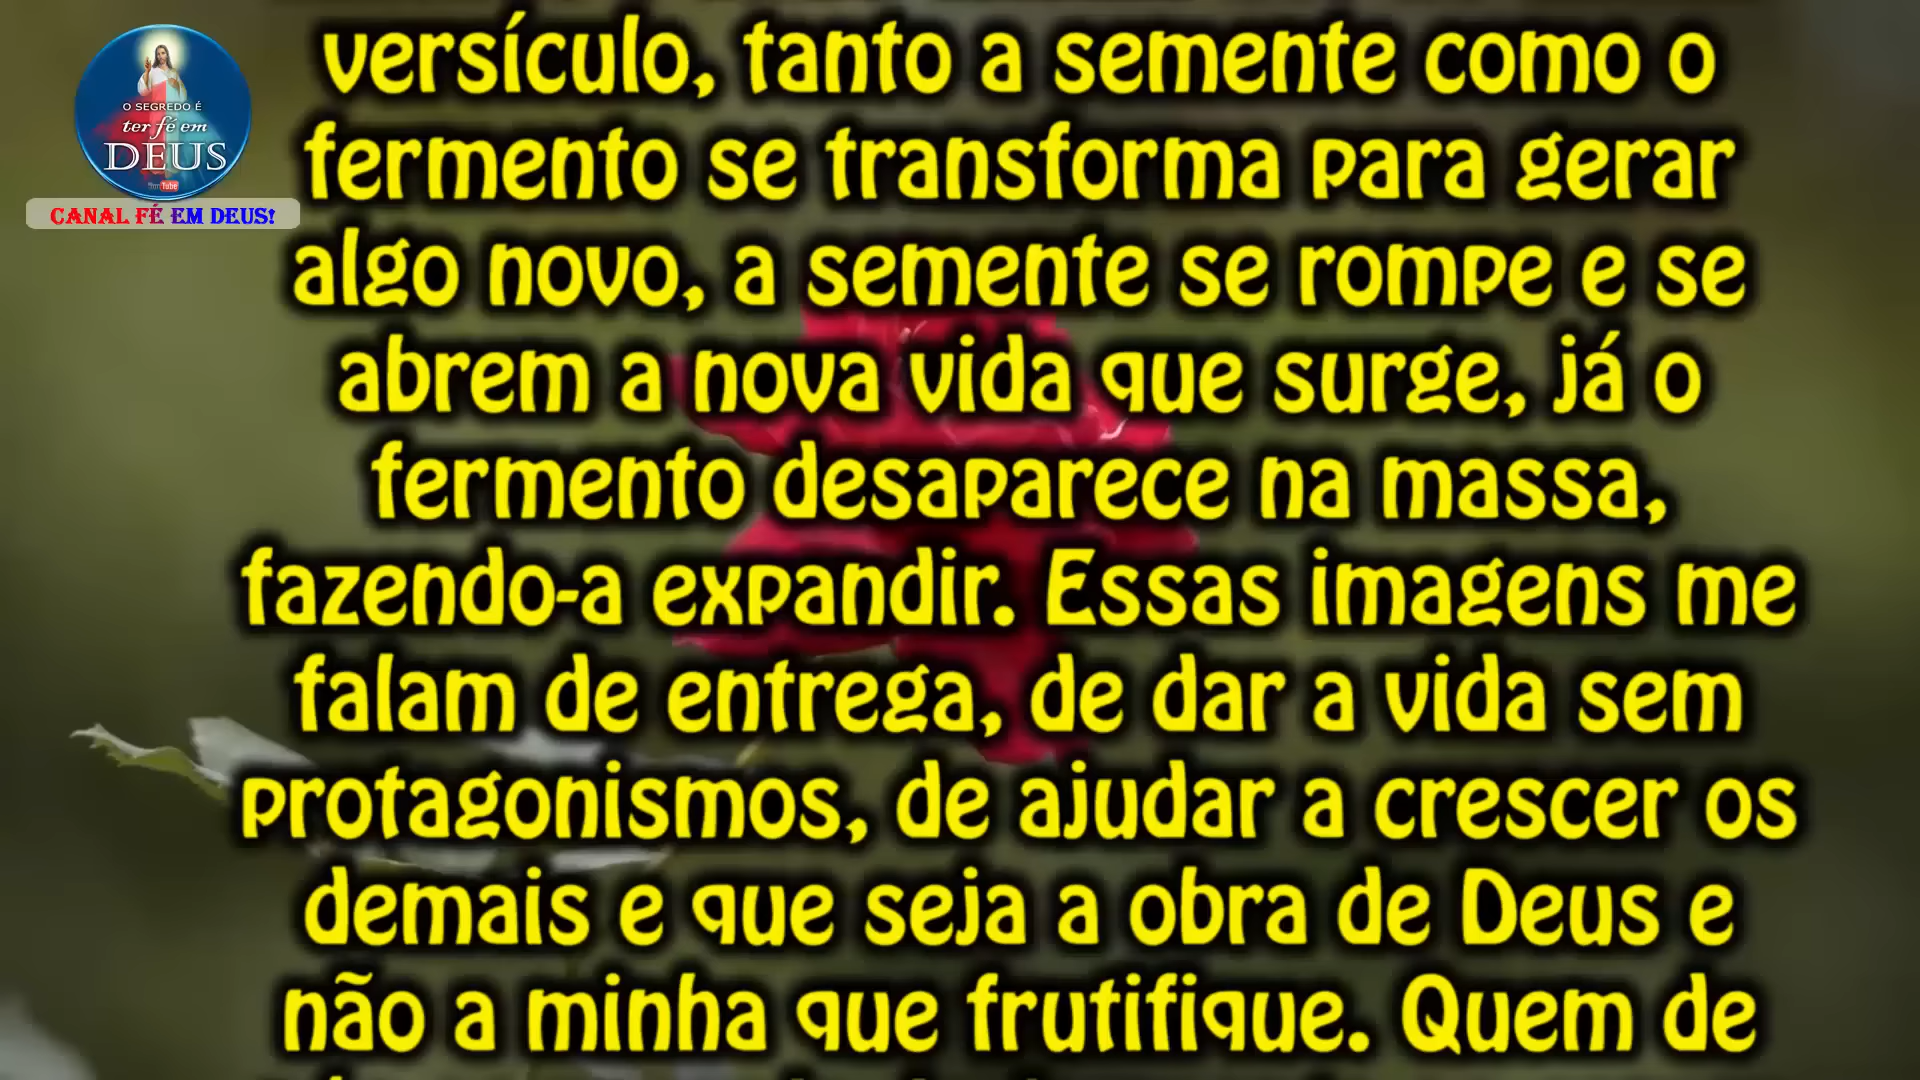 O SEGREDO É
ter fé em
DEUS
YouTube
CANAL FÉ EM DEUS!
versículo, tanto a semente como o
fermento se transforma para gerar
algo novo, a semente se rompe e se
abrem a nova vida que surge, já o
fermento desaparece na massa,
fazendo-a expandir. Essas imagens me
falam de entrega, de dar a vida sem
protagonismos, de ajudar a crescer os
demais e que seja a obra de Deus e
não a minha que frutifique. Quem de